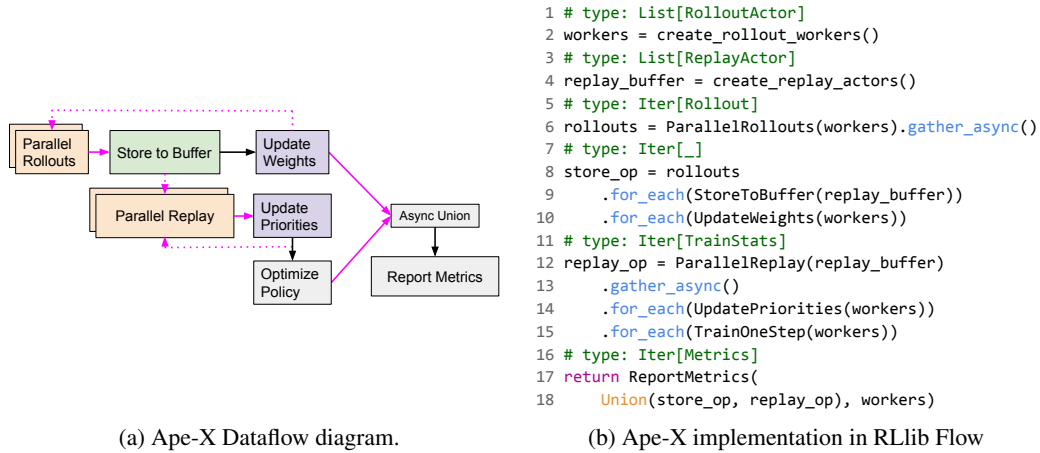 Parallel
Rollouts
Store to Buffer
Update
Weights
Parallel Replay
Update
Priorities
Async Union
Optimize
Policy
Report Metrics
(a) Ape-X Dataflow diagram.
1 # type: List[RolloutActor]
2 workers = create_rollout_workers()
3 # type: List[ReplayActor]
4 replay_buffer = create_replay_actors()
5 # type: Iter[Rollout]
6 rollouts = ParallelRollouts(workers).gather_async()
7 # type: Iter[_]
8 store_op = rollouts
9     .for_each(StoreToBuffer(replay_buffer))
10     .for_each(UpdateWeights(workers))
11 # type: Iter[TrainStats]
12 replay_op = ParallelReplay(replay_buffer)
13     .gather_async()
14     .for_each(UpdatePriorities(workers))
15     .for_each(TrainOneStep(workers))
16 # type: Iter[Metrics]
17 return ReportMetrics(
18     Union(store_op, replay_op), workers)
(b) Ape-X implementation in RLlib Flow